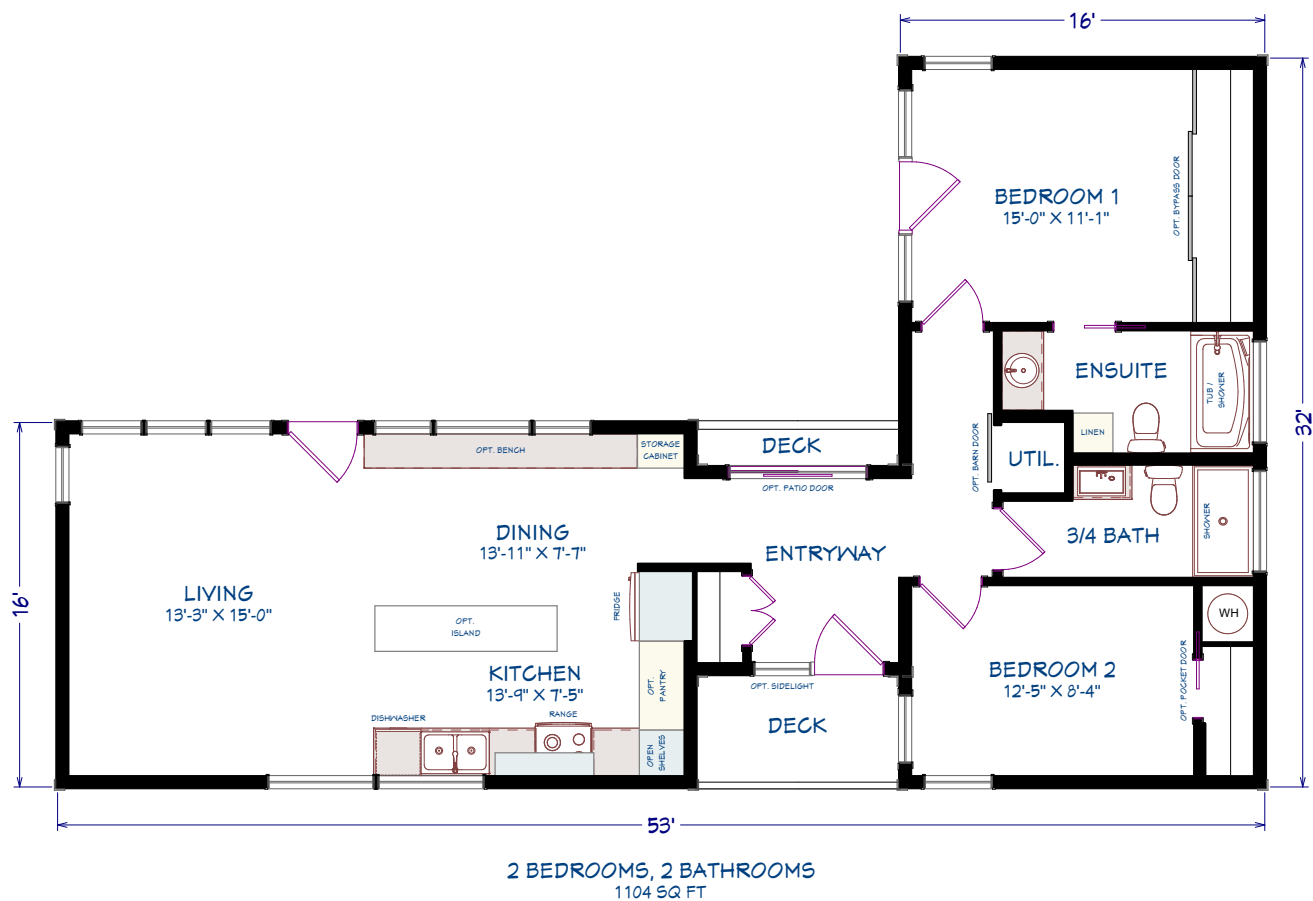 16'
BEDROOM 1
15'-0" X 11'-1"
OPT. BYPASS DOOR
32'
ENSUITE
TUB /
SHOWER
LINEN
OPT. BARN DOOR
UTIL.
16'
OPT. BENCH
STORAGE
CABINET
DECK
OPT. PATIO DOOR
DINING
13'-11" X 7'-7"
ENTRYWAY
3/4 BATH
SHOWER
LIVING
13'-3" X 15'-0"
OPT.
ISLAND
FRIDGE
WH
KITCHEN
13'-9" X 7'-5"
OPT.
PANTRY
OPT. SIDELIGHT
BEDROOM 2
12'-5" X 8'-4"
OPT. POCKET DOOR
DISHWASHER
RANGE
DECK
OPEN
SHELVES
53'
2 BEDROOMS, 2 BATHROOMS
1104 SQ FT